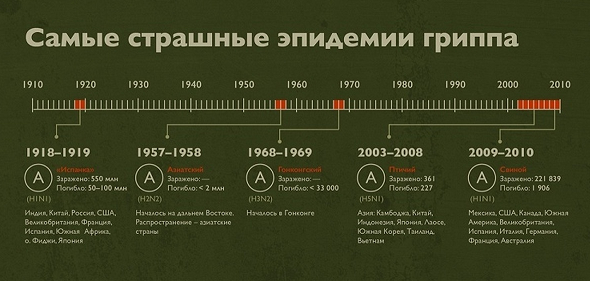 Самые страшные эпидемии гриппа
1910 1920 1930 1940 1950 1960 1970 1980 1990 2000 2010
1918–1919
А
(H1N1)
«Испанка»
Заражено: 550 млн
Погибло: 50–100 млн
Индия, Китай, Россия, США,
Великобритания, Франция,
Испания, Южная Африка,
о. Фиджи, Япония
1957–1958
А
(H2N2)
Азиатский
Заражено: —
Погибло: < 2 млн
Началось на дальнем Востоке.
Распространение – азиатские
страны
1968–1969
А
(H3N2)
Гонконгский
Заражено: —
Погибло: < 33 000
Началось в Гонконге
2003–2008
А
(H5N1)
Птичий
Заражено: 361
Погибло: 227
Азия: Камбоджа, Китай,
Индонезия, Япония, Лаосе,
Южная Корея, Таиланд,
Вьетнам
2009–2010
А
(H1N1)
Свиной
Заражено: 221 839
Погибло: 1 906
Мексика, США, Канада, Южная
Америка, Великобритания,
Испания, Италия, Германия,
Франция, Австралия